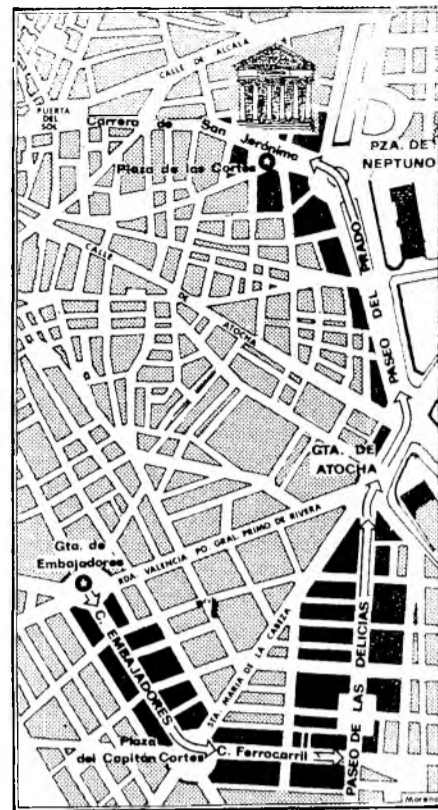 CALLE DE ALCALA
PUERTA
DEL
SOL
Carrera de San Jerónimo
Plaza de las Cortes
PZA. DE
NEPTUNO
CALLE DE ATOCHA
PASEO DEL PRADO
GTA. DE
ATOCHA
Gta. de
Embajadores
RDA. VALENCIA PO GRAL PRIMO DE RIVERA
C. EMBAJADORES
STA. MARIA DE LA CABEZA
PASEO DE LAS DELICIAS
Plaza
del Capitán Cortes
C. Ferrocarril